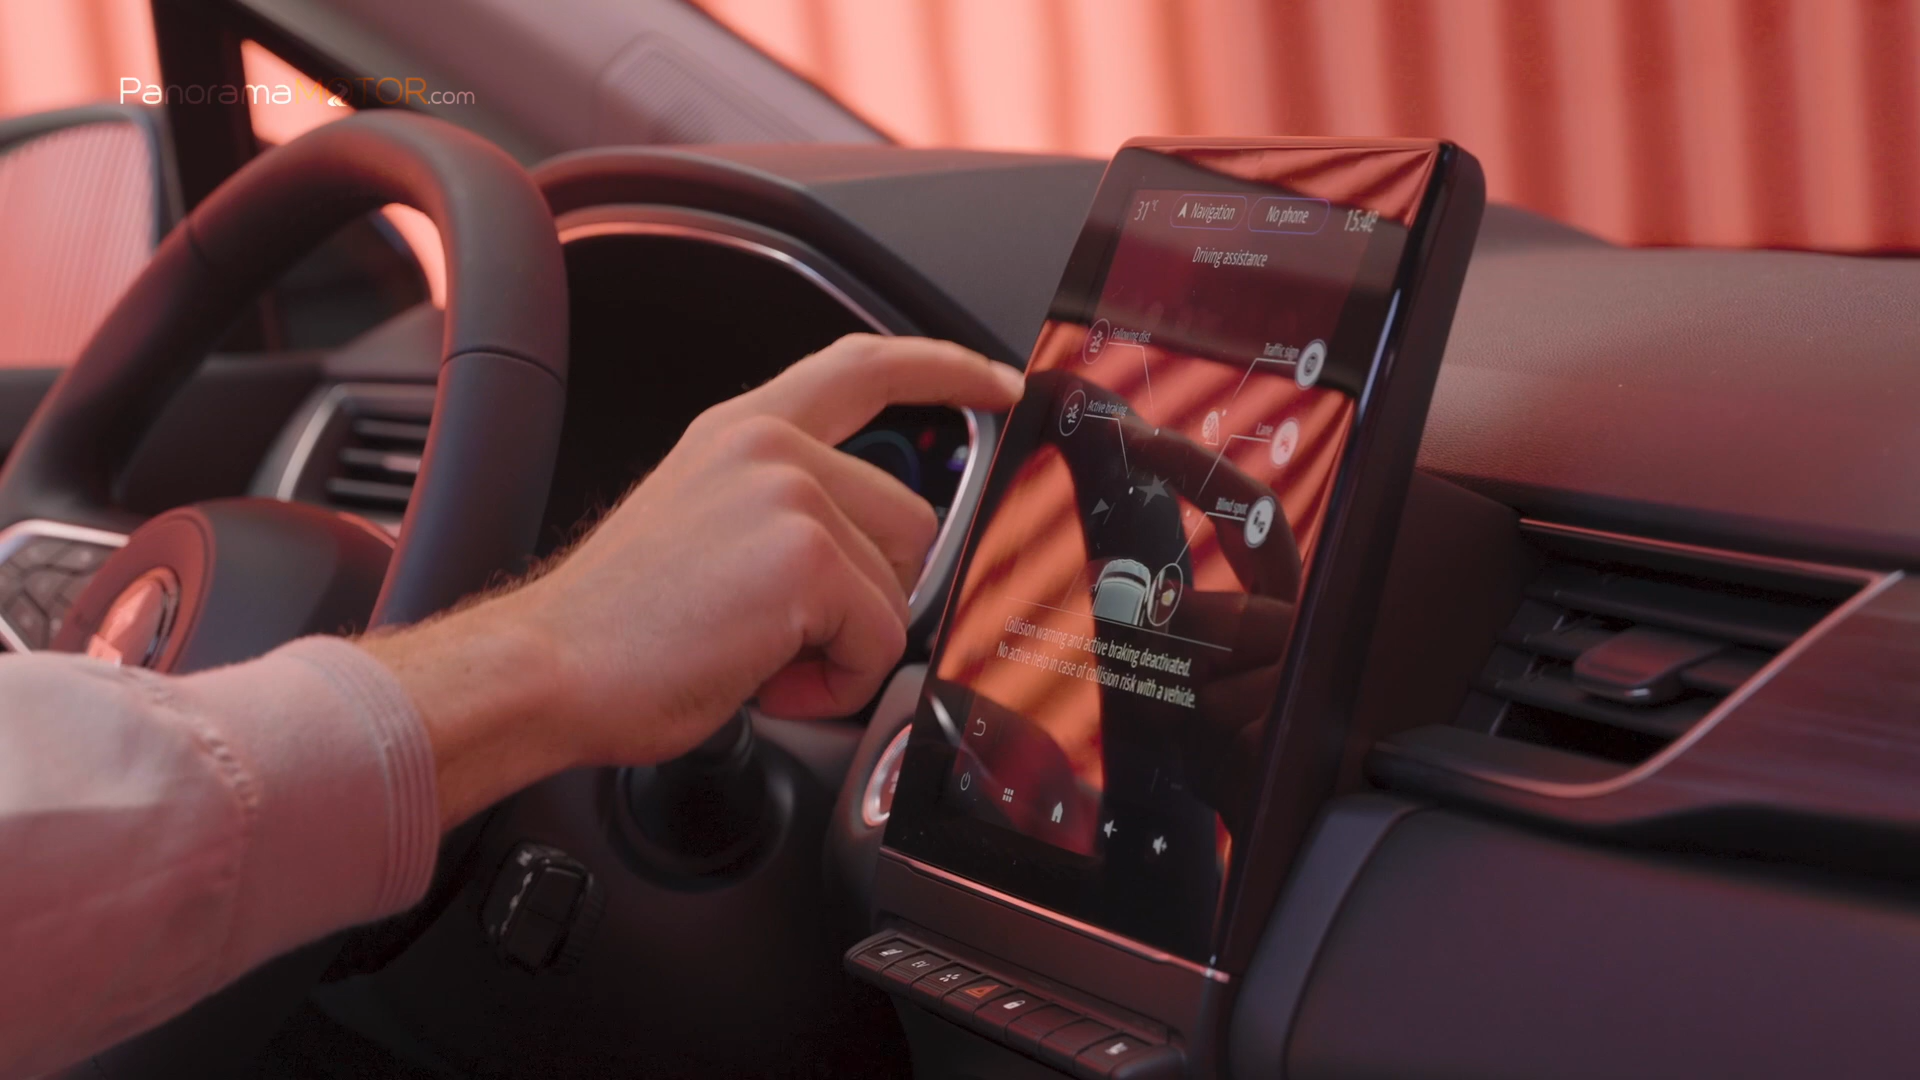 PanoramaMOTOR.com
31°C Navigation No phone 15:48
Driving assistance
Following dist.
Traffic sign
Active braking
Lane
Blind spot
Collision warning and active braking deactivated.
No active help in case of collision risk with a vehicle.
EV